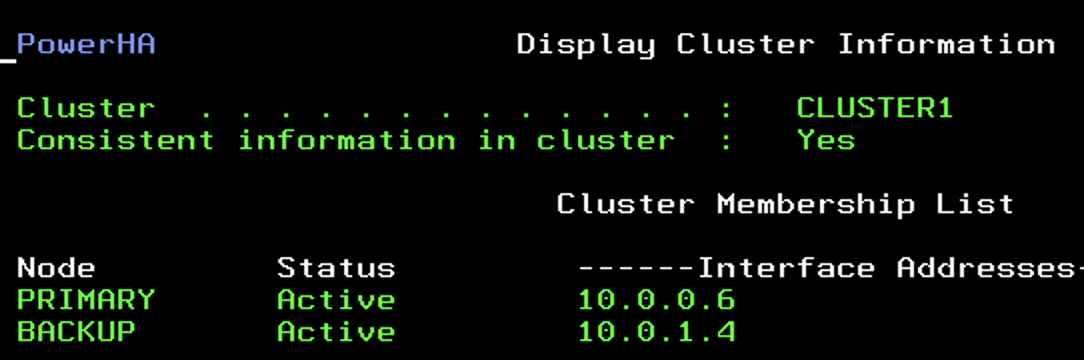 PowerHA Display Cluster Information
Cluster . . . . . . . . . . . . . : CLUSTER1
Consistent information in cluster : Yes
Cluster Membership List
Node Status ------Interface Addresses-
PRIMARY Active 10.0.0.6
BACKUP Active 10.0.1.4